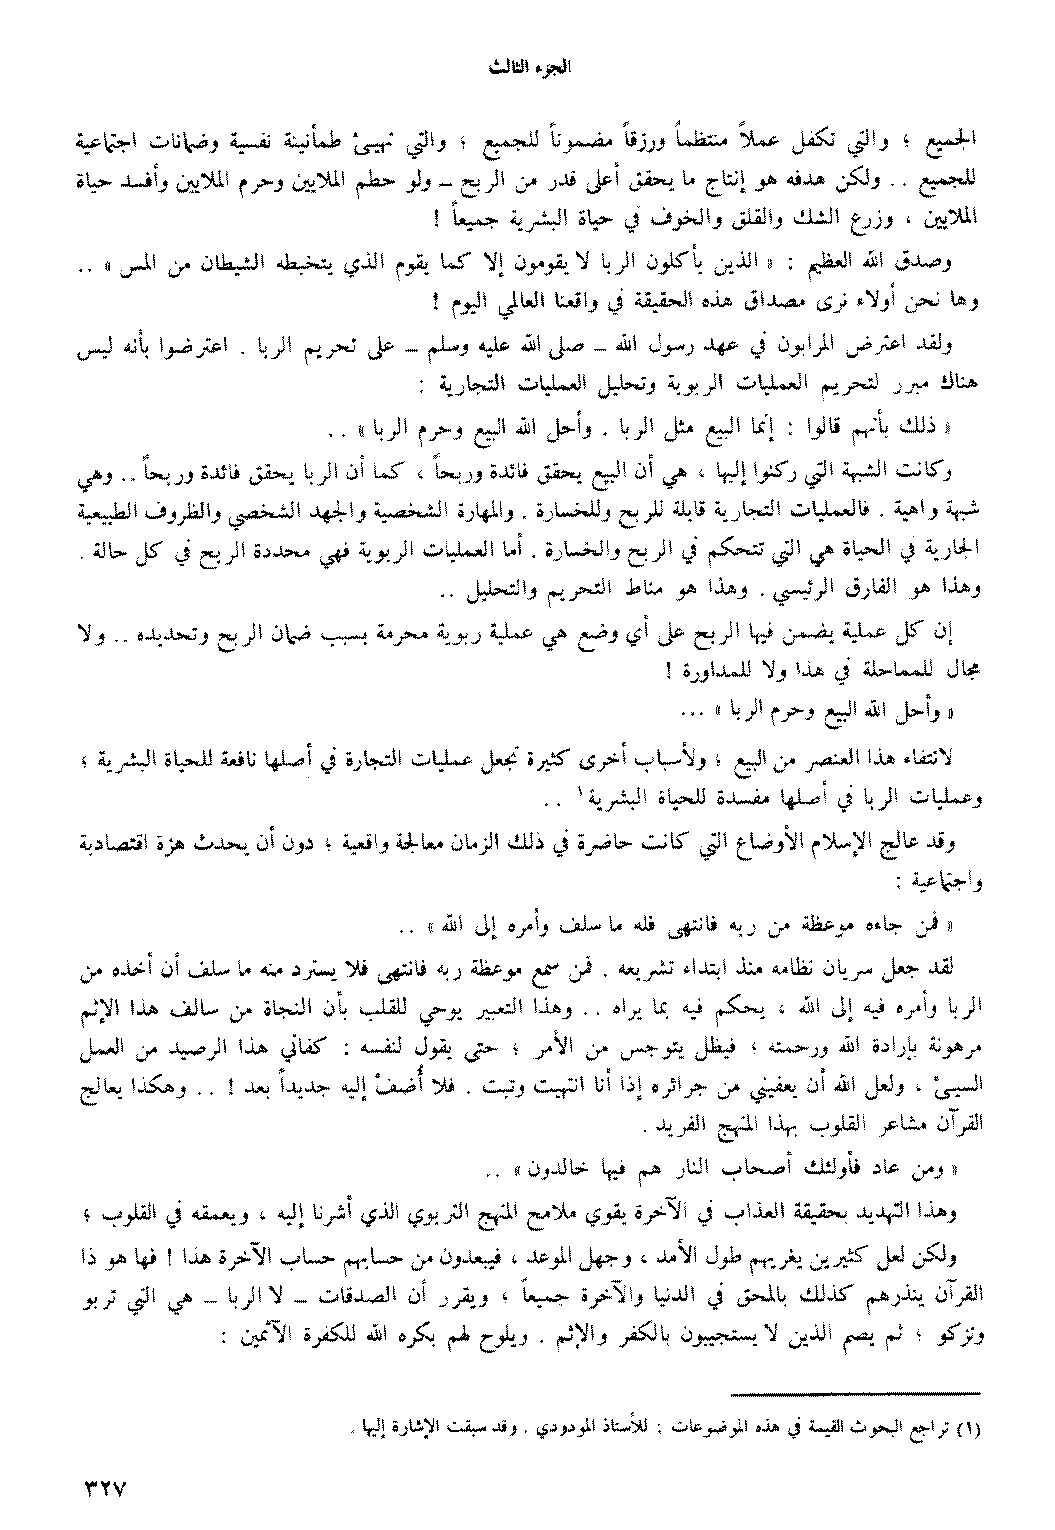 الجزء الثالث
الجميع ؛ والتي تكفل عملاً منتظماً ورزقاً مضموناً للجميع ؛ والتي تهيئ طمأنينة نفسية وضمانات اجتماعية
للجميع .. ولكن هدفه هو إنتاج ما يحقق أعلى قدر من الربح – ولو حطم الملايين وحرم الملايين وأفسد حياة
الملايين ، وزرع الشك والقلق والخوف في حياة البشرية جميعاً !
وصدق الله العظيم : « الذين يأكلون الربا لا يقومون إلا كما يقوم الذي يتخبطه الشيطان من المس » ..
وها نحن أولاء نرى مصداق هذه الحقيقة في واقعنا العالمي اليوم !
ولقد اعترض المرابون في عهد رسول الله – صلى الله عليه وسلم – على تحريم الربا . اعترضوا بأنه ليس
هناك مبرر لتحريم العمليات الربوية وتحليل العمليات التجارية :
« ذلك بأنهم قالوا : إنما البيع مثل الربا . وأحل الله البيع وحرم الربا » ..
وكانت الشبهة التي ركنوا إليها ، هي أن البيع يحقق فائدة وربحاً ، كما أن الربا يحقق فائدة وربحاً .. وهي
شبهة واهية . فالعمليات التجارية قابلة للربح وللخسارة . والمهارة الشخصية والجهد الشخصي والظروف الطبيعية
الجارية في الحياة هي التي تتحكم في الربح والخسارة . أما العمليات الربوية فهي محددة الربح في كل حالة .
وهذا هو الفارق الرئيسي . وهذا هو مناط التحريم والتحليل ..
إن كل عملية يضمن فيها الربح على أي وضع هي عملية ربوية محرمة بسبب ضمان الربح وتحديده .. ولا
مجال للمماحلة في هذا ولا للمداورة !
« وأحل الله البيع وحرم الربا » ...
لانتفاء هذا العنصر من البيع ؛ ولأسباب أخرى كثيرة تجعل عمليات التجارة في أصلها نافعة للحياة البشرية ؛
وعمليات الربا في أصلها مفسدة للحياة البشرية١ ..
وقد عالج الإسلام الأوضاع التي كانت حاضرة في ذلك الزمان معالجة واقعية ؛ دون أن يحدث هزة اقتصادية
واجتماعية :
« فمن جاءه موعظة من ربه فانتهى فله ما سلف وأمره إلى الله » ..
لقد جعل سريان نظامه منذ ابتداء تشريعه . فمن سمع موعظة ربه فانتهى فلا يسترد منه ما سلف أن أخذه من
الربا وأمره فيه إلى الله ، يحكم فيه بما يراه .. وهذا التعبير يوحي للقلب بأن النجاة من سالف هذا الإثم
مرهونة بإرادة الله ورحمته ؛ فيظل يتوجس من الأمر ؛ حتى يقول لنفسه : كفاني هذا الرصيد من العمل
السيئ ، ولعل الله أن يعفيني من جرائره إذا أنا انتهيت وتبت . فلا أُضفْ إليه جديداً بعد ! .. وهكذا يعالج
القرآن مشاعر القلوب بهذا المنهج الفريد .
« ومن عاد فأولئك أصحاب النار هم فيها خالدون » ..
وهذا التهديد بحقيقة العذاب في الآخرة يقوي ملامح المنهج التربوي الذي أشرنا إليه ، ويعمقه في القلوب ؛
ولكن لعل كثيرين يغريهم طول الأمد ، وجهل الموعد ، فيبعدون من حسابهم حساب الآخرة هذا ! فها هو ذا
القرآن ينذرهم كذلك بالمحق في الدنيا والآخرة جميعاً ؛ ويقرر أن الصدقات – لا الربا – هي التي تربو
وتزكو ؛ ثم يصم الذين لا يستجيبون بالكفر والإثم . ويلوح لهم بكره الله للكفرة الآثمين :
(١) تراجع البحوث القيمة في هذه الموضوعات : للأستاذ المودودي . وقد سبقت الإشارة إليها .
٣٢٧